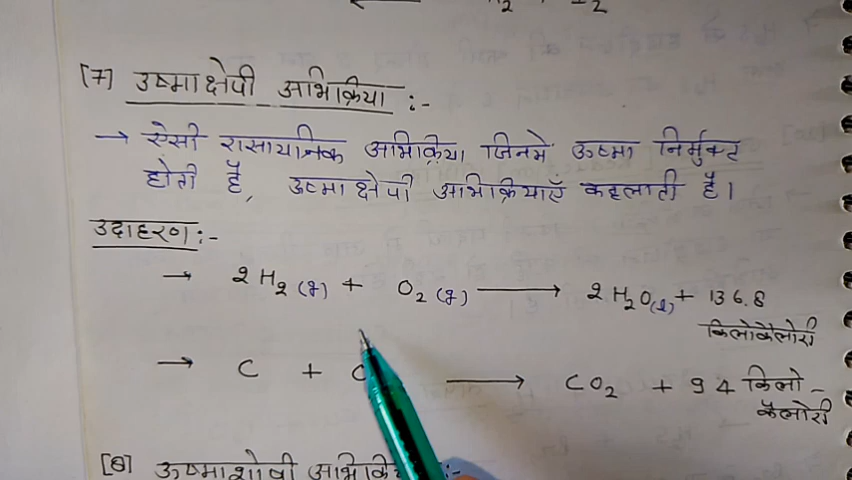 [7] उष्माक्षेपी अभिक्रिया :-
→ ऐसी रासायनिक अभिक्रिया जिनमें ऊष्मा निर्मुक्ट
होती है, उष्माक्षेपी अभिक्रियाएँ कहलाती है।
उदाहरण:-
→ 2H₂(g) + O₂(g) ⟶ 2H₂O(l) + 136.8
किलोकैलोरी
→ C + ⟶ CO₂ + 94 किलो-
कैलोरी
[8] ऊष्माशोषी :-